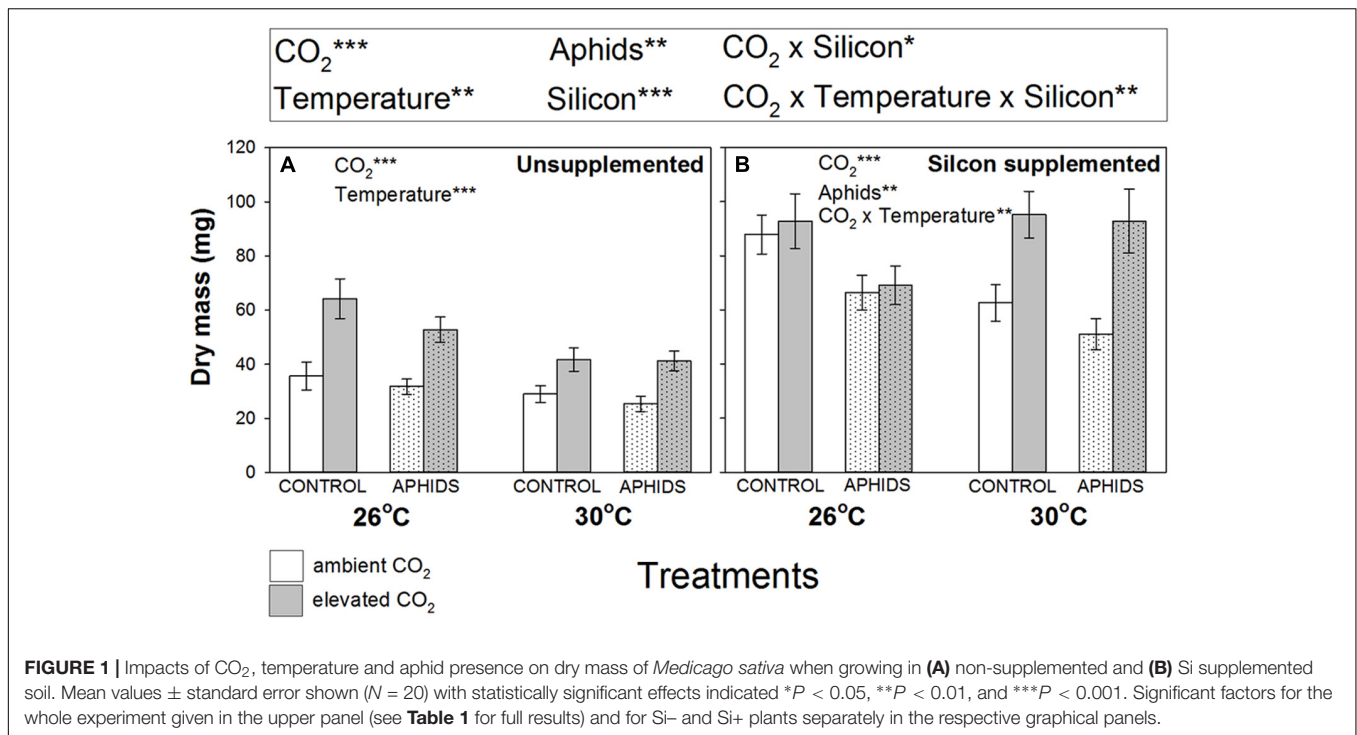 CO2*** Aphids** CO2 x Silicon*
Temperature** Silicon*** CO2 x Temperature x Silicon**
A CO2*** Unsupplemented
Temperature***
B CO2*** Silcon supplemented
Aphids**
CO2 x Temperature**
Dry mass (mg)
120
100
80
60
40
20
0
CONTROL APHIDS CONTROL APHIDS CONTROL APHIDS CONTROL APHIDS
26°C 30°C 26°C 30°C
Treatments
ambient CO2
elevated CO2
FIGURE 1 | Impacts of CO2, temperature and aphid presence on dry mass of Medicago sativa when growing in (A) non-supplemented and (B) Si supplemented
soil. Mean values ± standard error shown (N = 20) with statistically significant effects indicated *P < 0.05, **P < 0.01, and ***P < 0.001. Significant factors for the
whole experiment given in the upper panel (see Table 1 for full results) and for Si– and Si+ plants separately in the respective graphical panels.